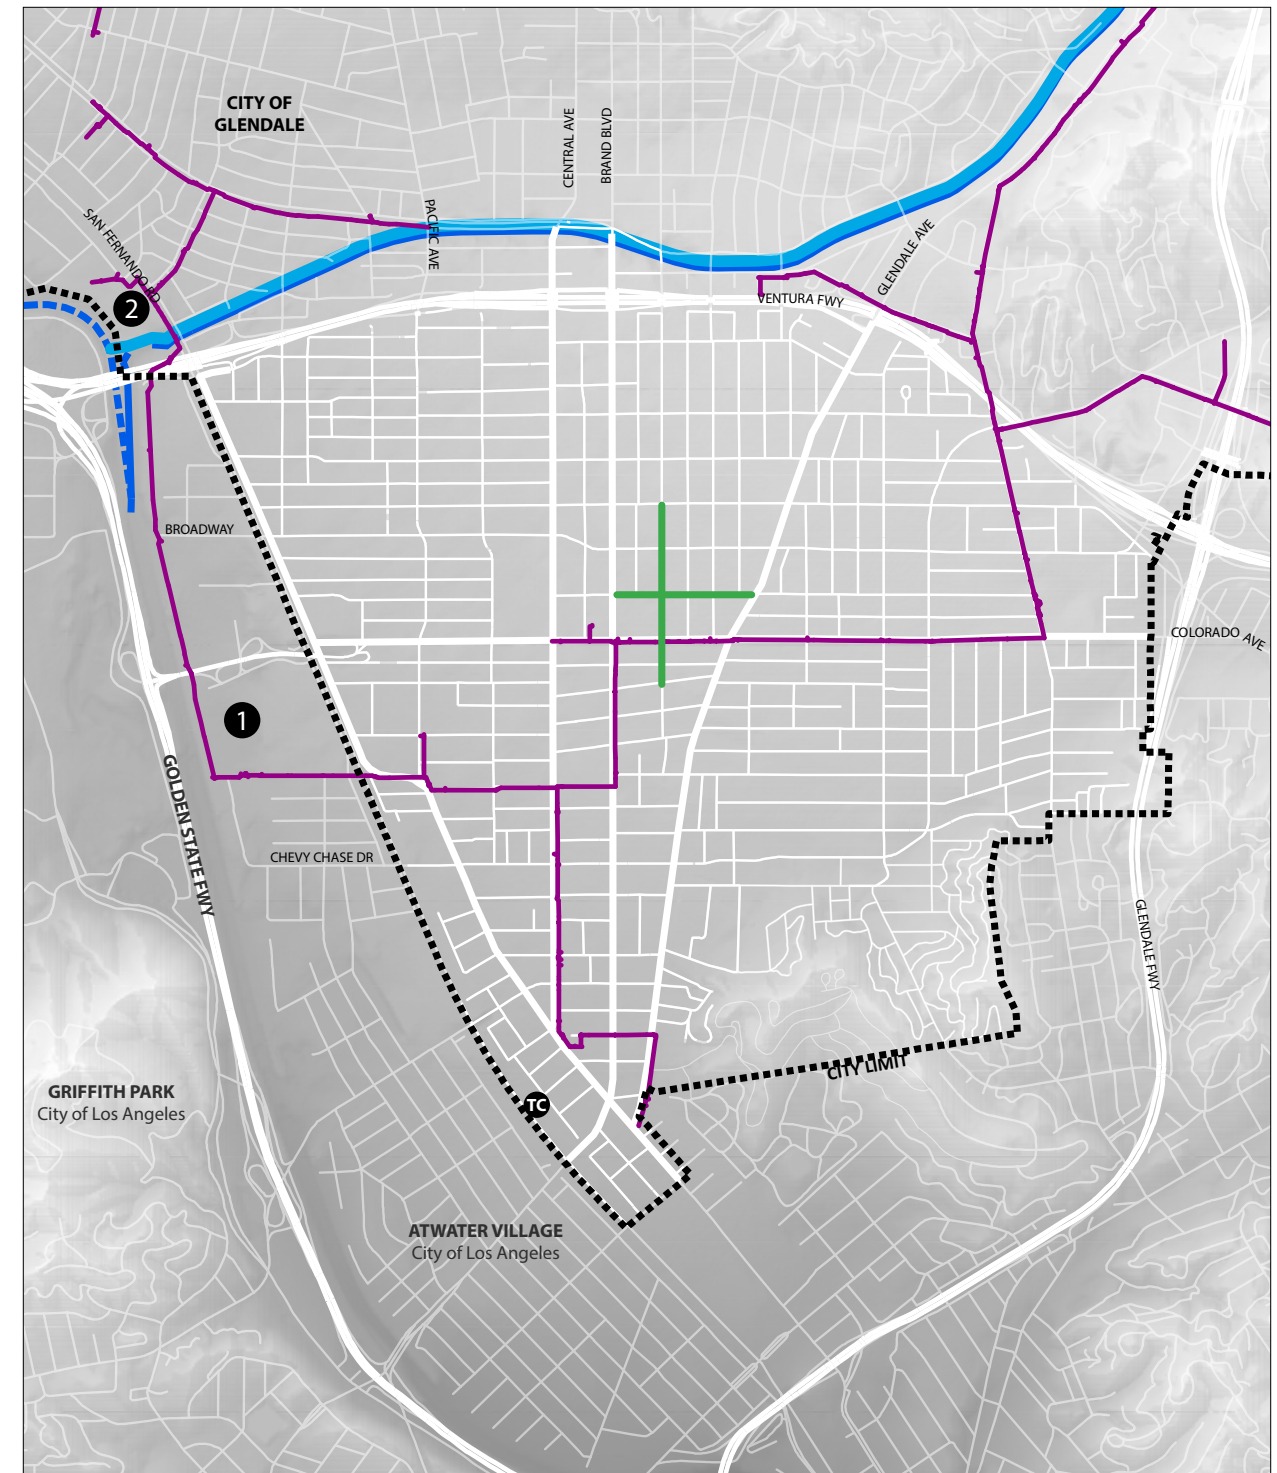 CITY OF
GLENDALE
CENTRAL AVE
BRAND BLVD
PACIFIC AVE
SAN FERNANDO RD
GLENDALE AVE
2
VENTURA FWY
BROADWAY
COLORADO AVE
1
GOLDEN STATE FWY
CHEVY CHASE DR
GLENDALE FWY
CITY LIMIT
GRIFFITH PARK
City of Los Angeles
TC
ATWATER VILLAGE
City of Los Angeles